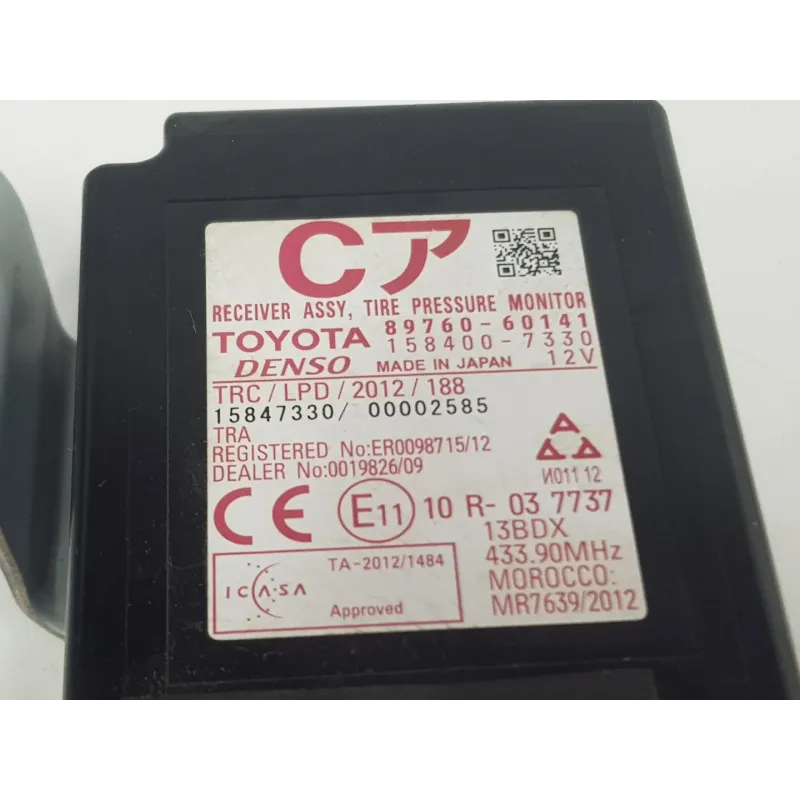 Cア
RECEIVER ASSY, TIRE PRESSURE MONITOR
TOYOTA 89760-60141
158400-7330
DENSO MADE IN JAPAN 12V
TRC/LPD/2012/188
15847330/ 00002585
TRA
REGISTERED No:ER0098715/12
DEALER No:0019826/09
И011 12
CE E11 10 R- 03 7737
13BDX
433.90MHz
MOROCCO:
MR7639/2012
TA-2012/1484
ICASA
Approved